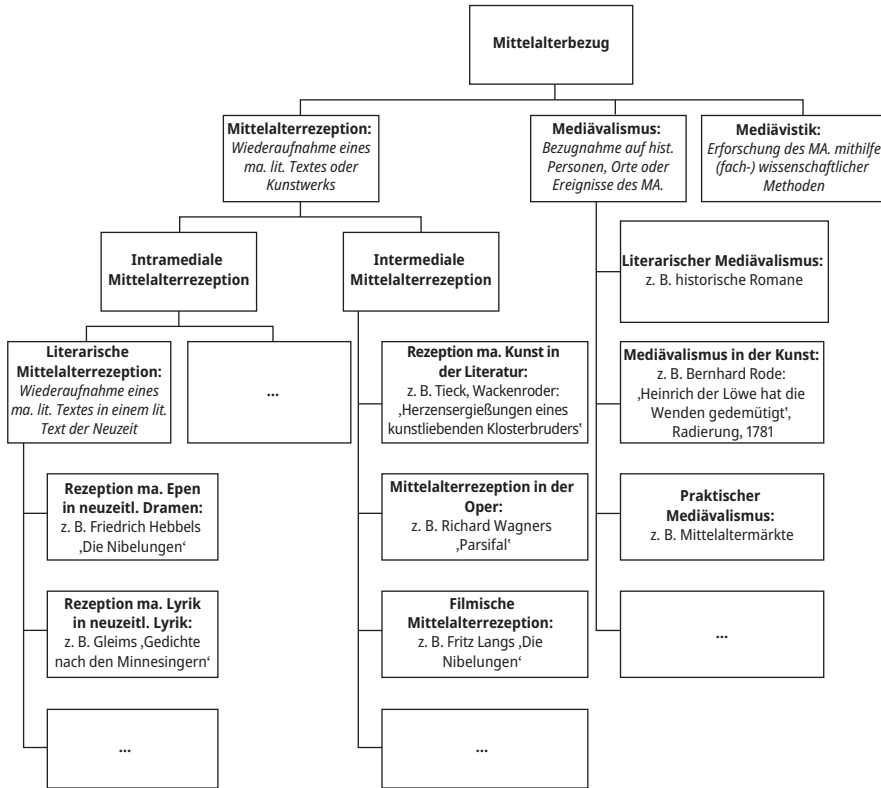 Mittelalterbezug
Mittelalterrezeption:
Wiederaufnahme eines
ma. lit. Textes oder
Kunstwerks
Mediävalismus:
Bezugnahme auf hist.
Personen, Orte oder
Ereignisse des MA.
Mediävistik:
Erforschung des MA. mithilfe
(fach-) wissenschaftlicher
Methoden
Intramediale
Mittelalterrezeption
Intermediale
Mittelalterrezeption
Literarischer Mediävalismus:
z. B. historische Romane
Literarische
Mittelalterrezeption:
Wiederaufnahme eines
ma. lit. Textes in einem lit.
Text der Neuzeit
...
Rezeption ma. Kunst in
der Literatur:
z. B. Tieck, Wackenroder:
‚Herzensergießungen eines
kunstliebenden Klosterbruders‘
Mediävalismus in der Kunst:
z. B. Bernhard Rode:
‚Heinrich der Löwe hat die
Wenden gedemütigt‘,
Radierung, 1781
Rezeption ma. Epen
in neuzeitl. Dramen:
z. B. Friedrich Hebbels
‚Die Nibelungen‘
Mittelalterrezeption in der
Oper:
z. B. Richard Wagners
‚Parsifal‘
Praktischer
Mediävalismus:
z. B. Mittelaltermärkte
Rezeption ma. Lyrik
in neuzeitl. Lyrik:
z. B. Gleims ‚Gedichte
nach den Minnesingern‘
Filmische
Mittelalterrezeption:
z. B. Fritz Langs ‚Die
Nibelungen‘
...
...
...